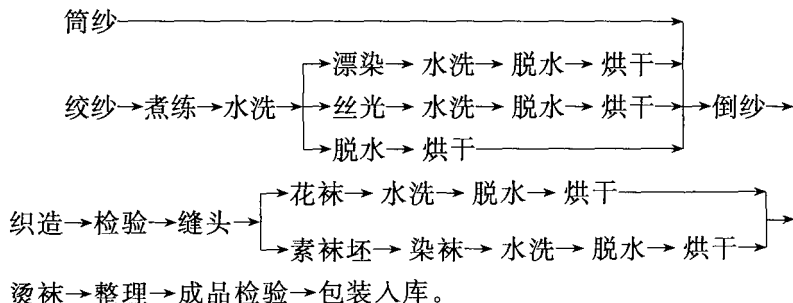 筒纱
漂染→水洗→脱水→烘干
绞纱→煮练→水洗→丝光→水洗→脱水→烘干→倒纱→
脱水→烘干
花袜→水洗→脱水→烘干
织造→检验→缝头→
素袜坯→染袜→水洗→脱水→烘干
烫袜→整理→成品检验→包装入库。